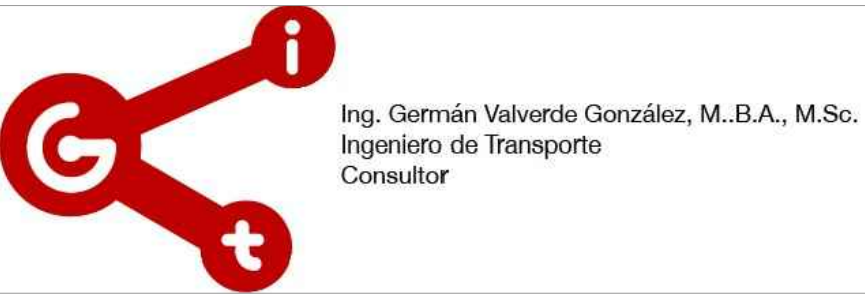 G
i
t
Ing. Germán Valverde González, M..B.A., M.Sc.
Ingeniero de Transporte
Consultor